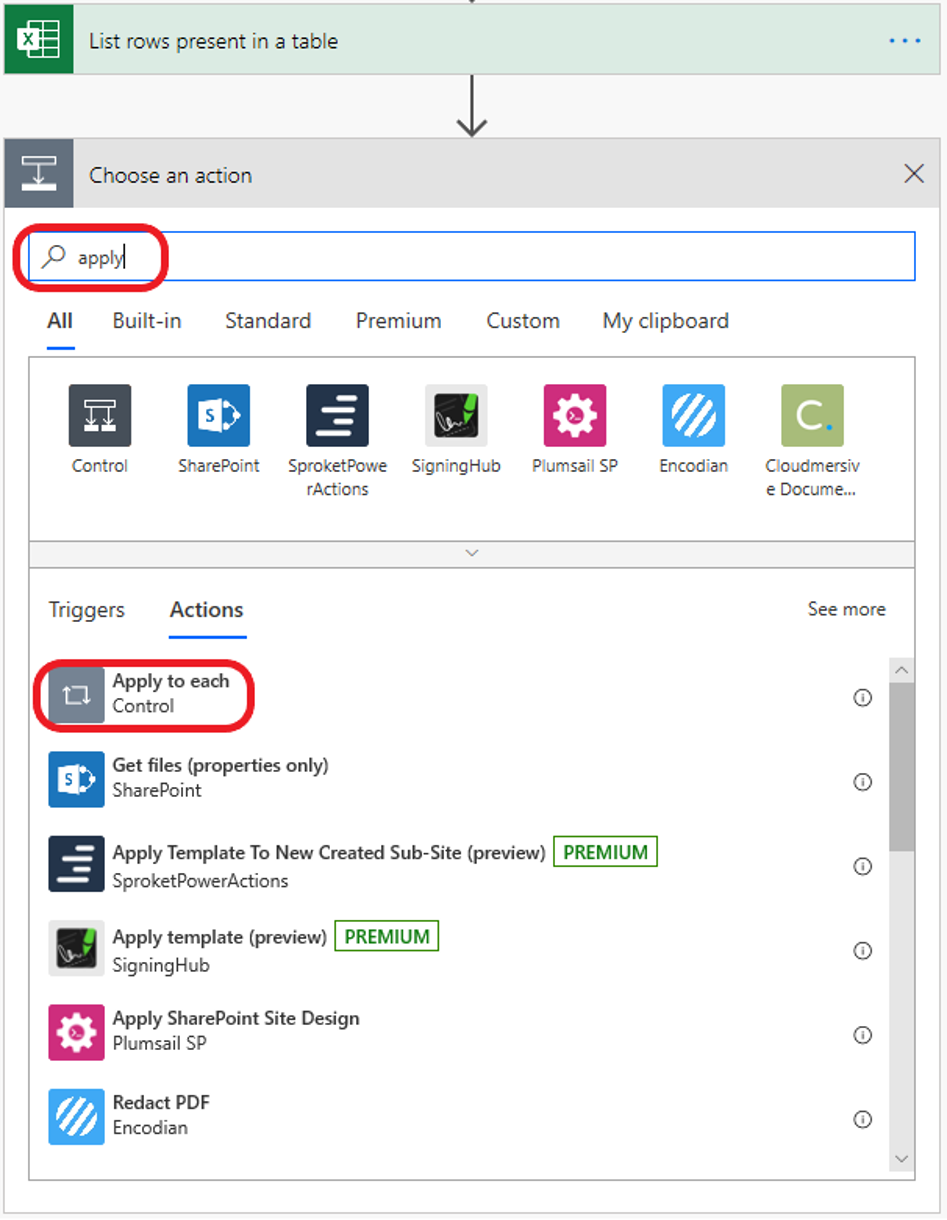 List rows present in a table
Choose an action
apply
All Built-in Standard Premium Custom My clipboard
Control SharePoint SproketPowe SigningHub Plumsail SP Encodian Cloudmersiv
rActions e Docume...
Triggers Actions See more
Apply to each
Control
Get files (properties only)
SharePoint
Apply Template To New Created Sub-Site (preview) PREMIUM
SproketPowerActions
Apply template (preview) PREMIUM
SigningHub
Apply SharePoint Site Design
Plumsail SP
Redact PDF
Encodian